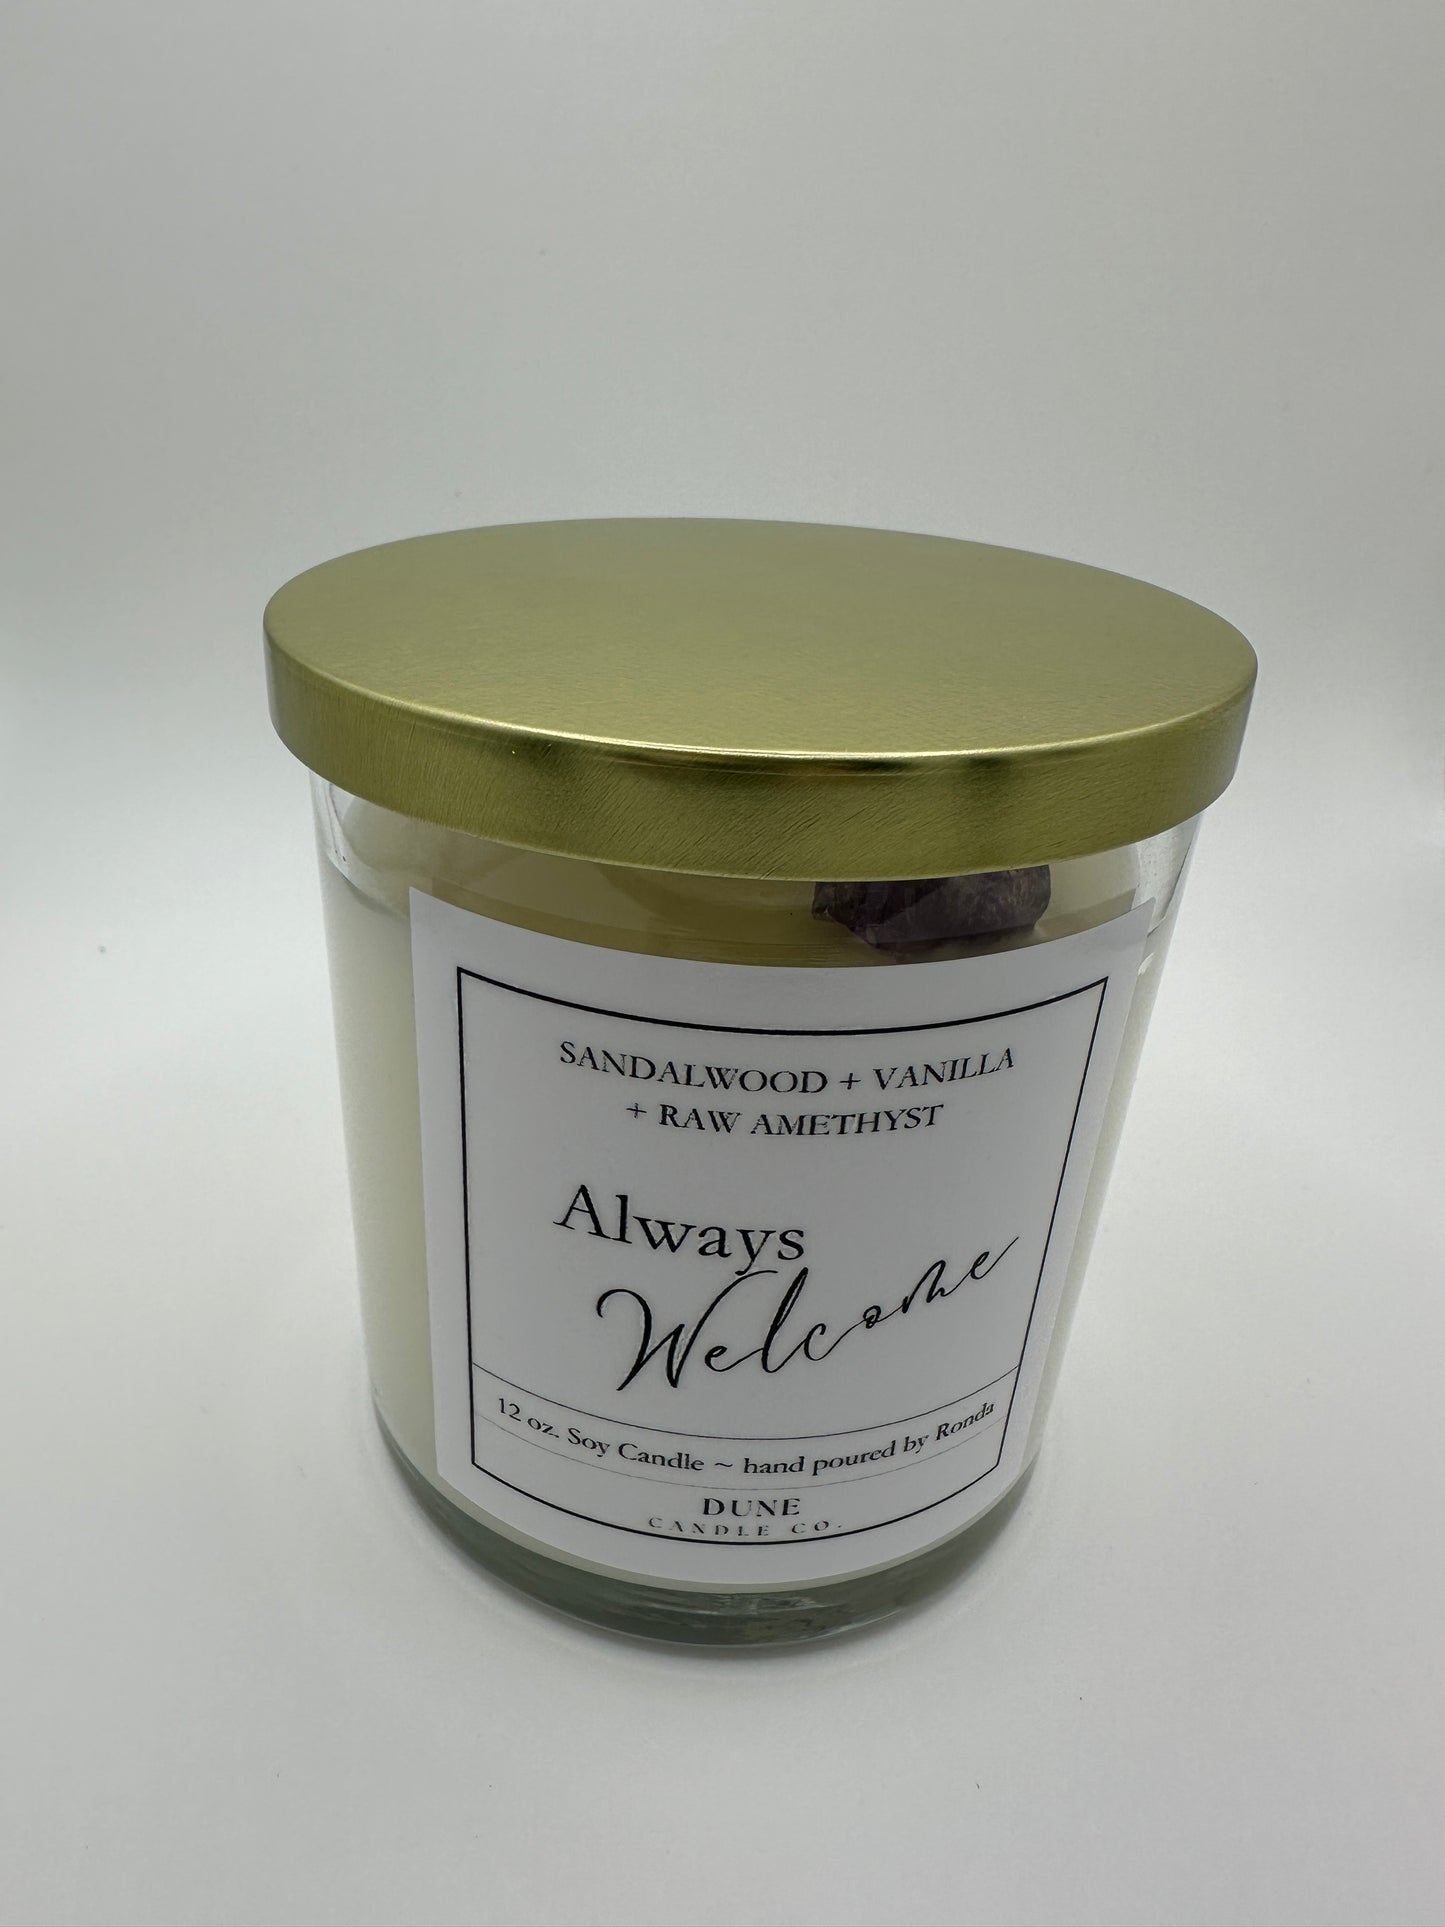 SANDALWOOD + VANILLA
+ RAW AMETHYST
Always
Welcome
12 oz. Soy Candle ~ hand poured by Ronda
DUNE
CANDLE CO.